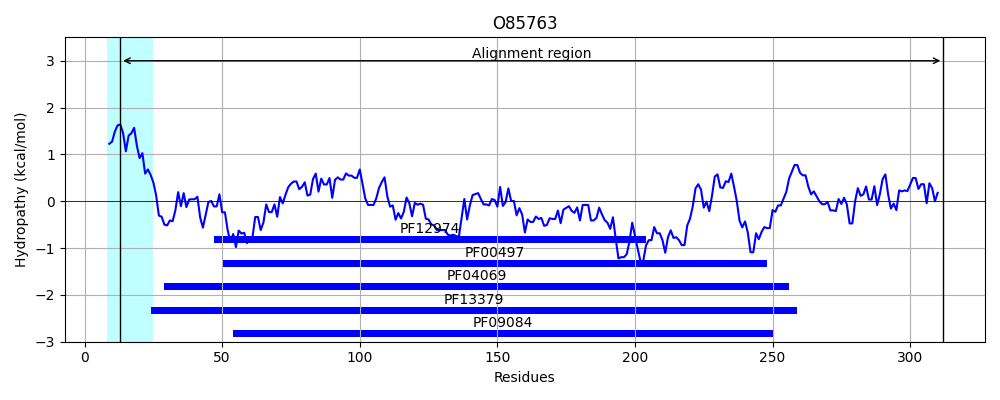 O85763
Alignment region
3
2
1
0
−1
−2
−3
Hydropathy (kcal/mol)
PF12974
PF00497
PF04069
PF13379
PF09084
0 50 100 150 200 250 300
Residues